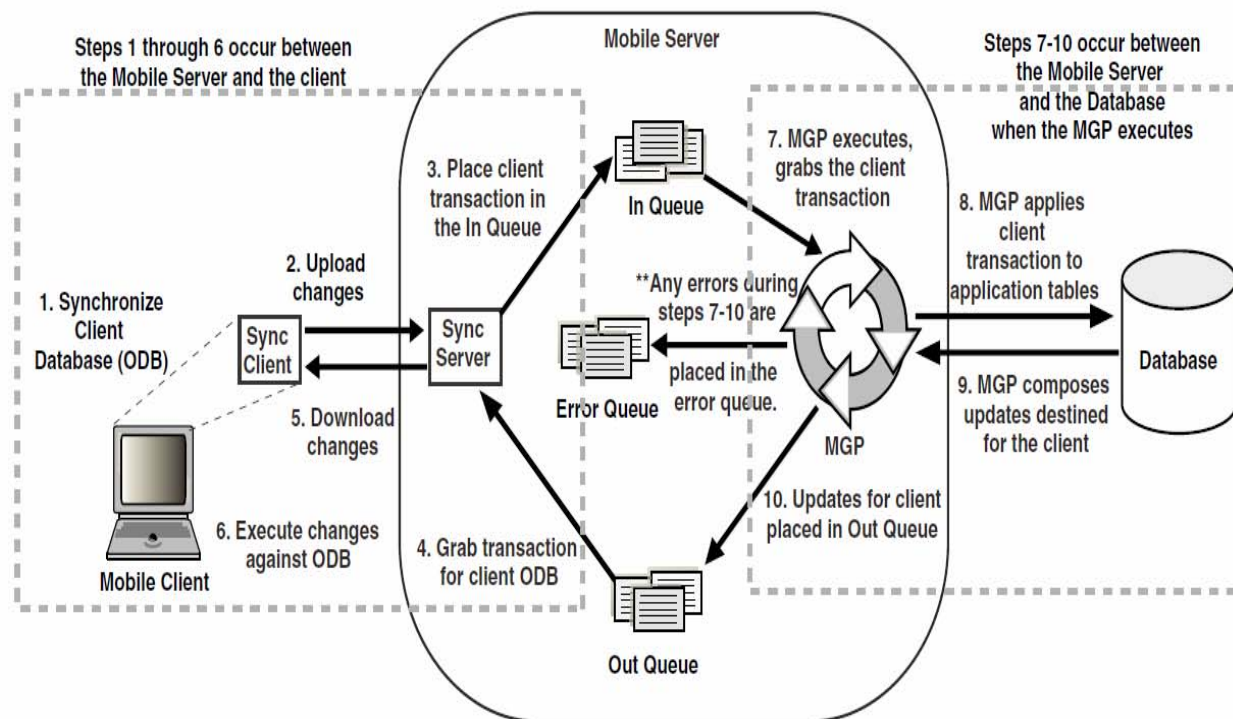 Steps 1 through 6 occur between
the Mobile Server and the client
Mobile Server
Steps 7-10 occur between
the Mobile Server
and the Database
when the MGP executes
1. Synchronize
Client
Database (ODB)
2. Upload
changes
Sync
Client
5. Download
changes
6. Execute changes
against ODB
Mobile Client
3. Place client
transaction in
the In Queue
Sync
Server
4. Grab transaction
for client ODB
In Queue
**Any errors during
steps 7-10 are
placed in the
error queue.
Error Queue
Out Queue
7. MGP executes,
grabs the client
transaction
MGP
10. Updates for client
placed in Out Queue
8. MGP applies
client
transaction to
application tables
9. MGP composes
updates destined
for the client
Database